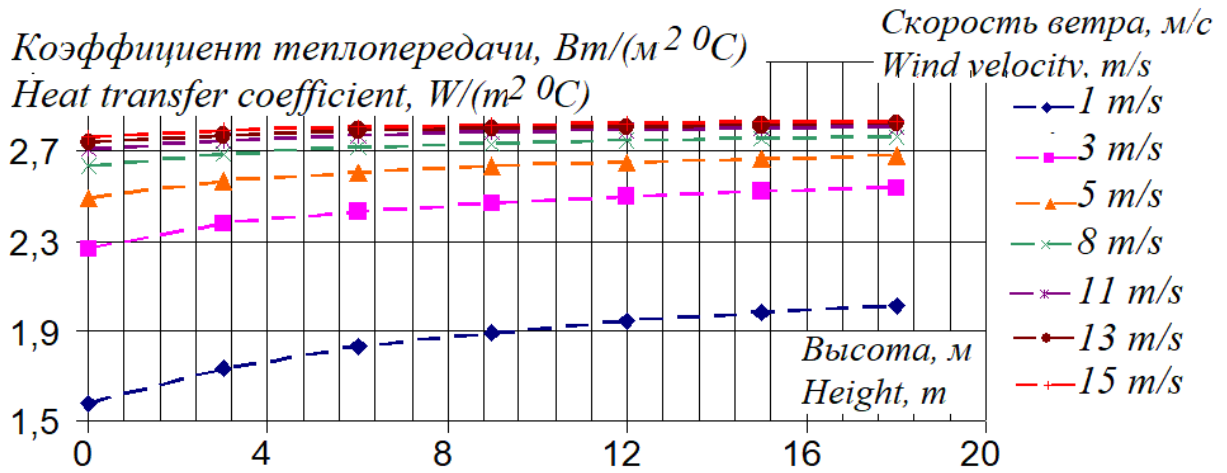 Коэффициент теплопередачи, Вт/(м² ⁰С)
Heat transfer coefficient, W/(m² ⁰C)
Скорость ветра, м/с
Wind velocity, m/s
1 m/s
3 m/s
5 m/s
8 m/s
11 m/s
13 m/s
15 m/s
2,7
2,3
1,9
1,5
Высота, м
Height, m
0 4 8 12 16 20